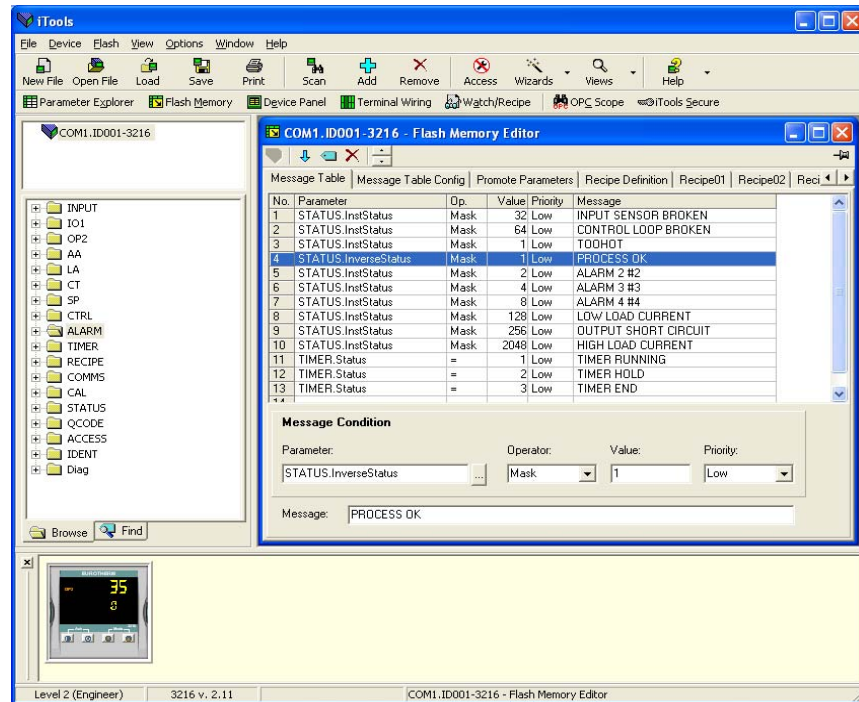 iTools
File Device Flash View Options Window Help
New File Open File Load Save Print Scan Add Remove Access Wizards Views Help
Parameter Explorer Flash Memory Device Panel Terminal Wiring Watch/Recipe OPC Scope iTools Secure
COM1.ID001-3216
INPUT
IO1
OP2
AA
LA
CT
SP
CTRL
ALARM
TIMER
RECIPE
COMMS
CAL
STATUS
QCODE
ACCESS
IDENT
Diag
Browse Find
COM1.ID001-3216 - Flash Memory Editor
Message Table Message Table Config Promote Parameters Recipe Definition Recipe01 Recipe02 Reci
No. Parameter Op. Value Priority Message
1 STATUS.InstStatus Mask 32 Low INPUT SENSOR BROKEN
2 STATUS.InstStatus Mask 64 Low CONTROL LOOP BROKEN
3 STATUS.InstStatus Mask 1 Low TOOHOT
4 STATUS.InverseStatus Mask 1 Low PROCESS OK
5 STATUS.InstStatus Mask 2 Low ALARM 2 #2
6 STATUS.InstStatus Mask 4 Low ALARM 3 #3
7 STATUS.InstStatus Mask 8 Low ALARM 4 #4
8 STATUS.InstStatus Mask 128 Low LOW LOAD CURRENT
9 STATUS.InstStatus Mask 256 Low OUTPUT SHORT CIRCUIT
10 STATUS.InstStatus Mask 2048 Low HIGH LOAD CURRENT
11 TIMER.Status = 1 Low TIMER RUNNING
12 TIMER.Status = 2 Low TIMER HOLD
13 TIMER.Status = 3 Low TIMER END
14
Message Condition
Parameter: Operator: Value: Priority:
STATUS.InverseStatus ... Mask 1 Low
Message: PROCESS OK
EUROTHERM
OP2 35
0
Level 2 (Engineer) 3216 v. 2.11 COM1.ID001-3216 - Flash Memory Editor